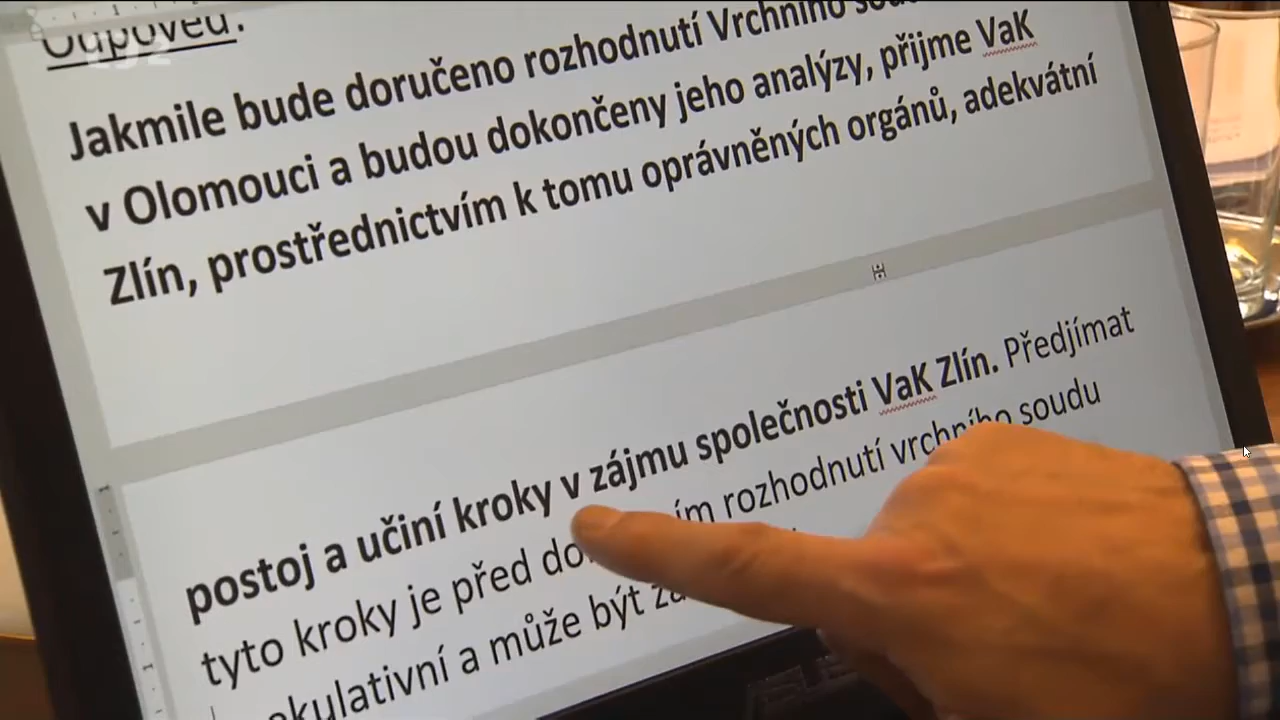 Odpověď:
Jakmile bude doručeno rozhodnutí Vrchního
v Olomouci a budou dokončeny jeho analýzy, přijme VaK
Zlín, prostřednictvím k tomu oprávněných orgánů, adekvátní
postoj a učiní kroky v zájmu společnosti VaK Zlín. Předjímat
tyto kroky je před rozhodnutí vrchního soudu
a může být